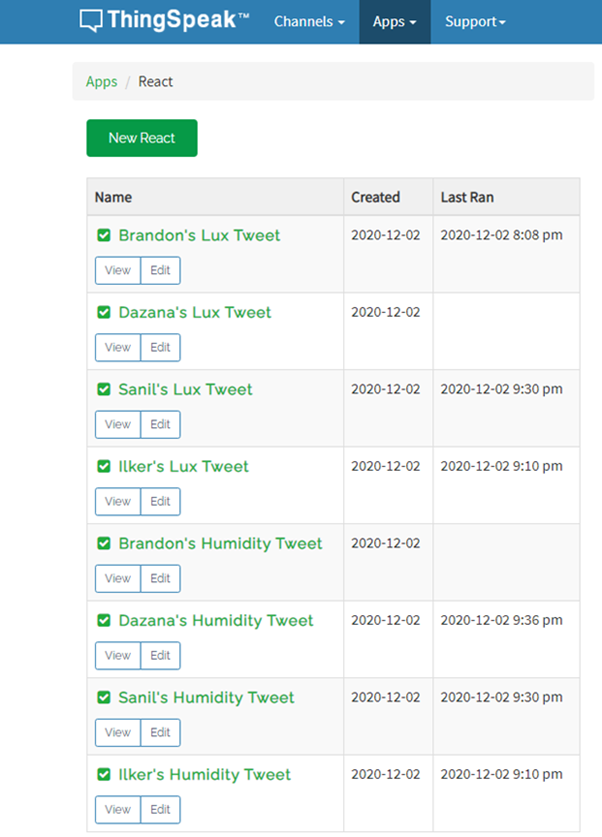 ThingSpeak™ Channels Apps Support
Apps / React
New React
Name Created Last Ran
Brandon's Lux Tweet 2020-12-02 2020-12-02 8:08 pm
View Edit
Dazana's Lux Tweet 2020-12-02
View Edit
Sanil's Lux Tweet 2020-12-02 2020-12-02 9:30 pm
View Edit
Ilker's Lux Tweet 2020-12-02 2020-12-02 9:10 pm
View Edit
Brandon's Humidity Tweet 2020-12-02
View Edit
Dazana's Humidity Tweet 2020-12-02 2020-12-02 9:36 pm
View Edit
Sanil's Humidity Tweet 2020-12-02 2020-12-02 9:30 pm
View Edit
Ilker's Humidity Tweet 2020-12-02 2020-12-02 9:10 pm
View Edit